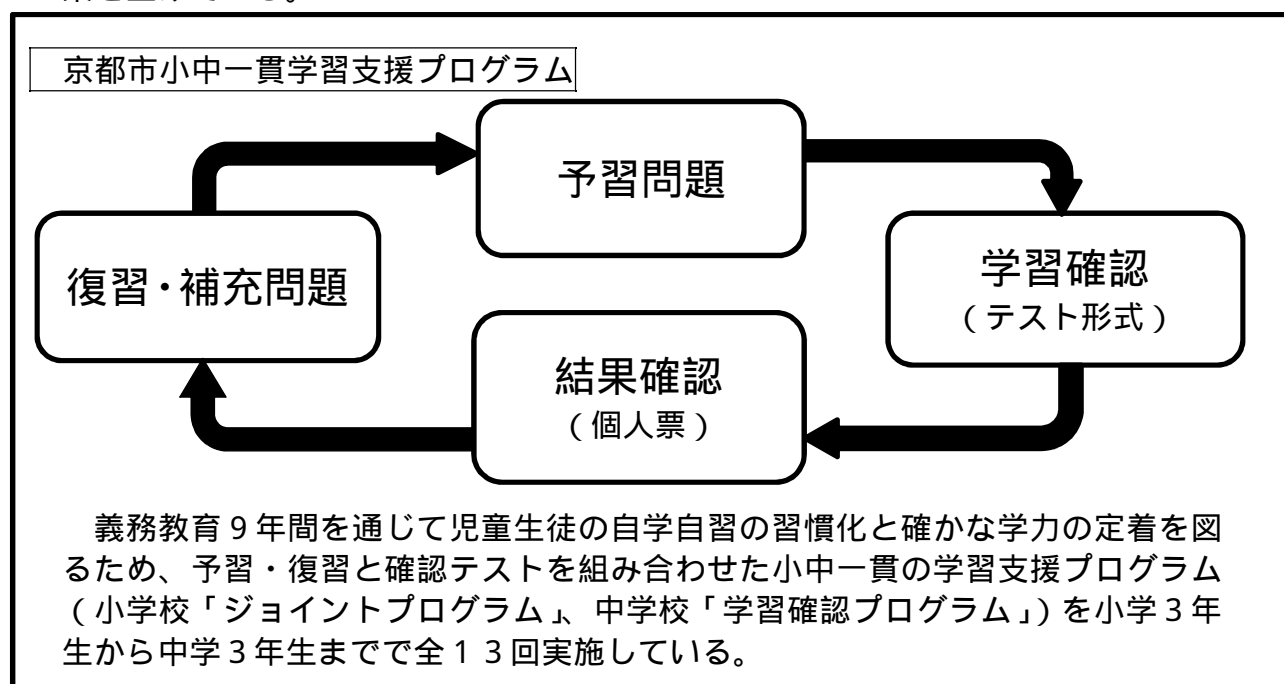 京都市小中一貫学習支援プログラム
予習問題
学習確認
（テスト形式）
結果確認
（個人票）
復習・補充問題
義務教育９年間を通じて児童生徒の自学自習の習慣化と確かな学力の定着を図
るため、予習・復習と確認テストを組み合わせた小中一貫の学習支援プログラム
（小学校「ジョイントプログラム」、中学校「学習確認プログラム」）を小学３年
生から中学３年生までで全１３回実施している。